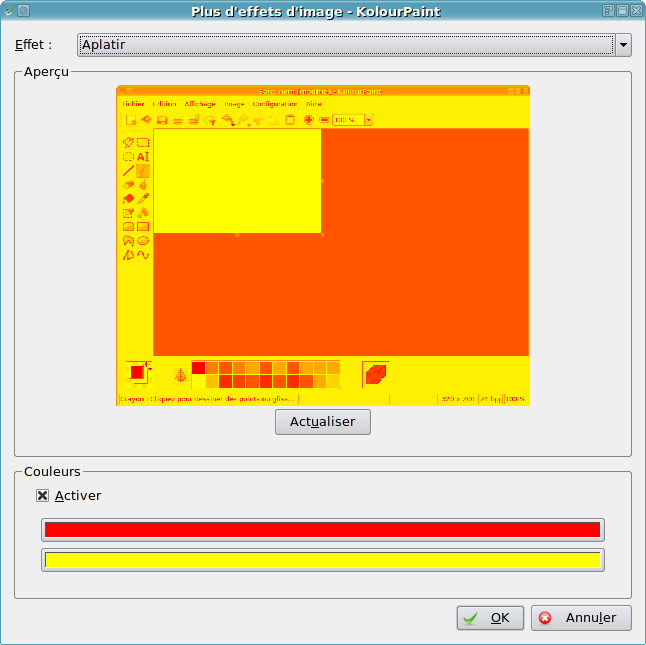 Plus d'effets d'image - KolourPaint
Effet : Aplatir
Aperçu
Sans nom [modifié] - KolourPaint
Fichier Edition Affichage Image Configuration Aide
100 %
Crayon : Cliquez pour dessiner des points ou gliss...
320 x 200 24 bpp 100 %
Actualiser
Couleurs
Activer
OK Annuler